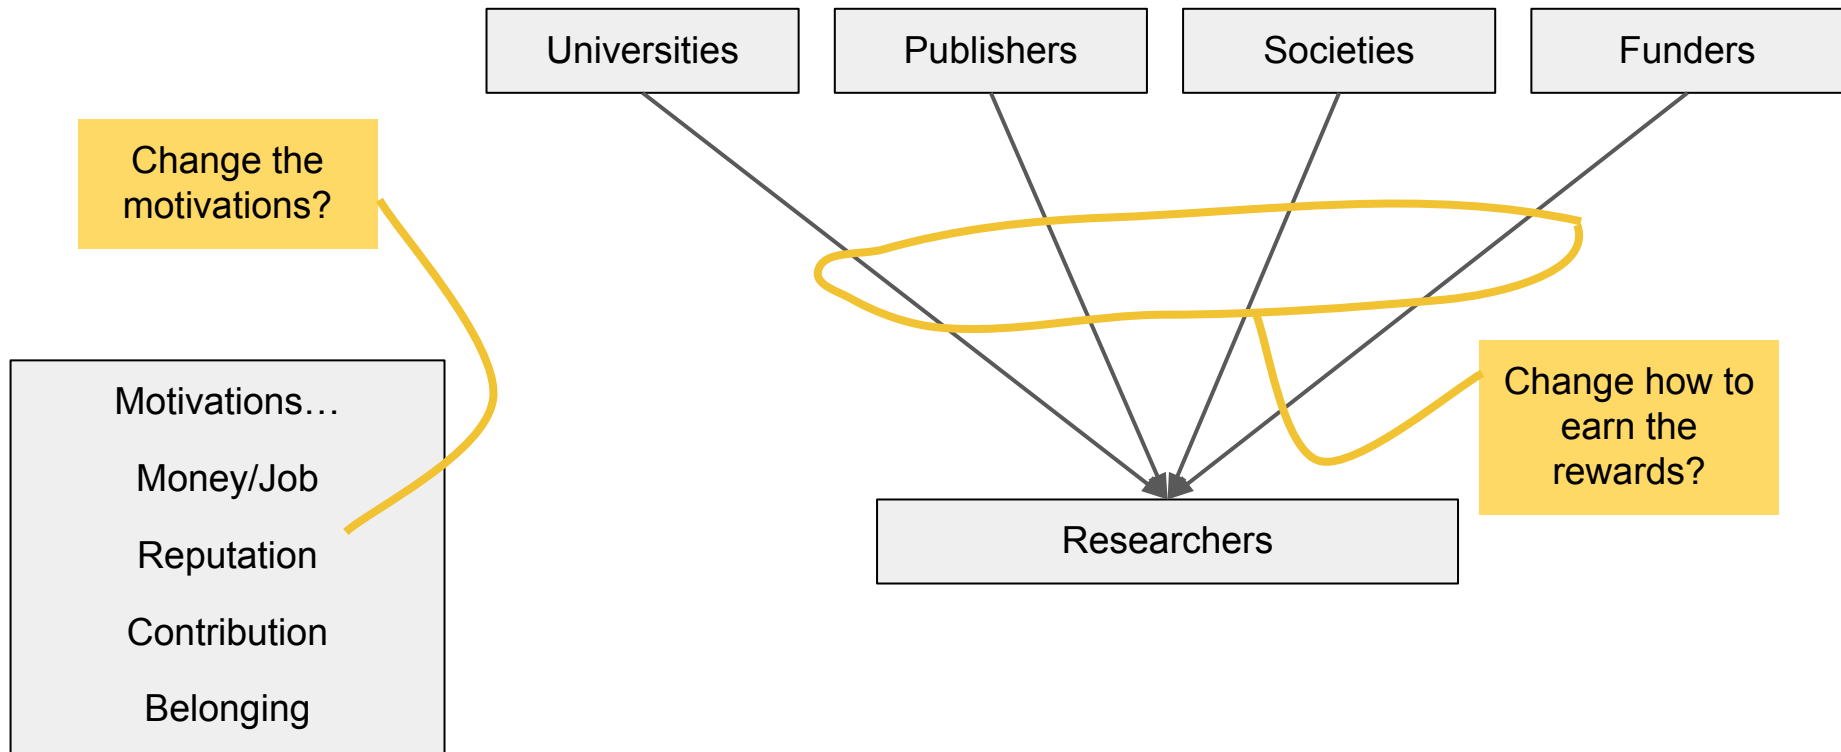 Universities
Publishers
Societies
Funders
Change the
motivations?
Motivations…
Money/Job
Reputation
Contribution
Belonging
Change how to
earn the
rewards?
Researchers